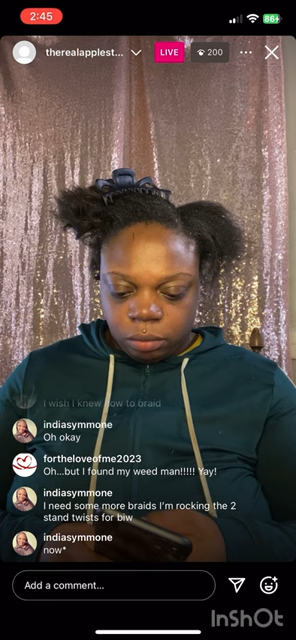 2:45
86
therealapplest...
LIVE
200
I wish I knew how to braid
indiasymmone
Oh okay
fortheloveofme2023
Oh...but I found my weed man!!!!! Yay!
indiasymmone
I need some more braids I'm rocking the 2
stand twists for biw
indiasymmone
now*
Add a comment...
InShOt